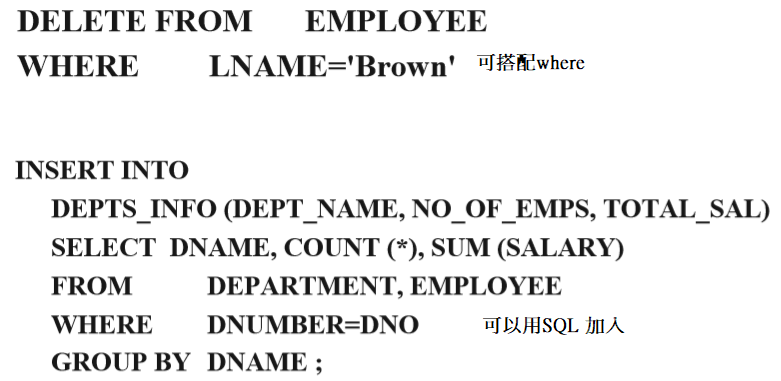 DELETE FROM EMPLOYEE
WHERE LNAME='Brown' 可搭配where
INSERT INTO
DEPTS_INFO (DEPT_NAME, NO_OF_EMPS, TOTAL_SAL)
SELECT DNAME, COUNT (*), SUM (SALARY)
FROM DEPARTMENT, EMPLOYEE
WHERE DNUMBER=DNO 可以用SQL 加入
GROUP BY DNAME ;